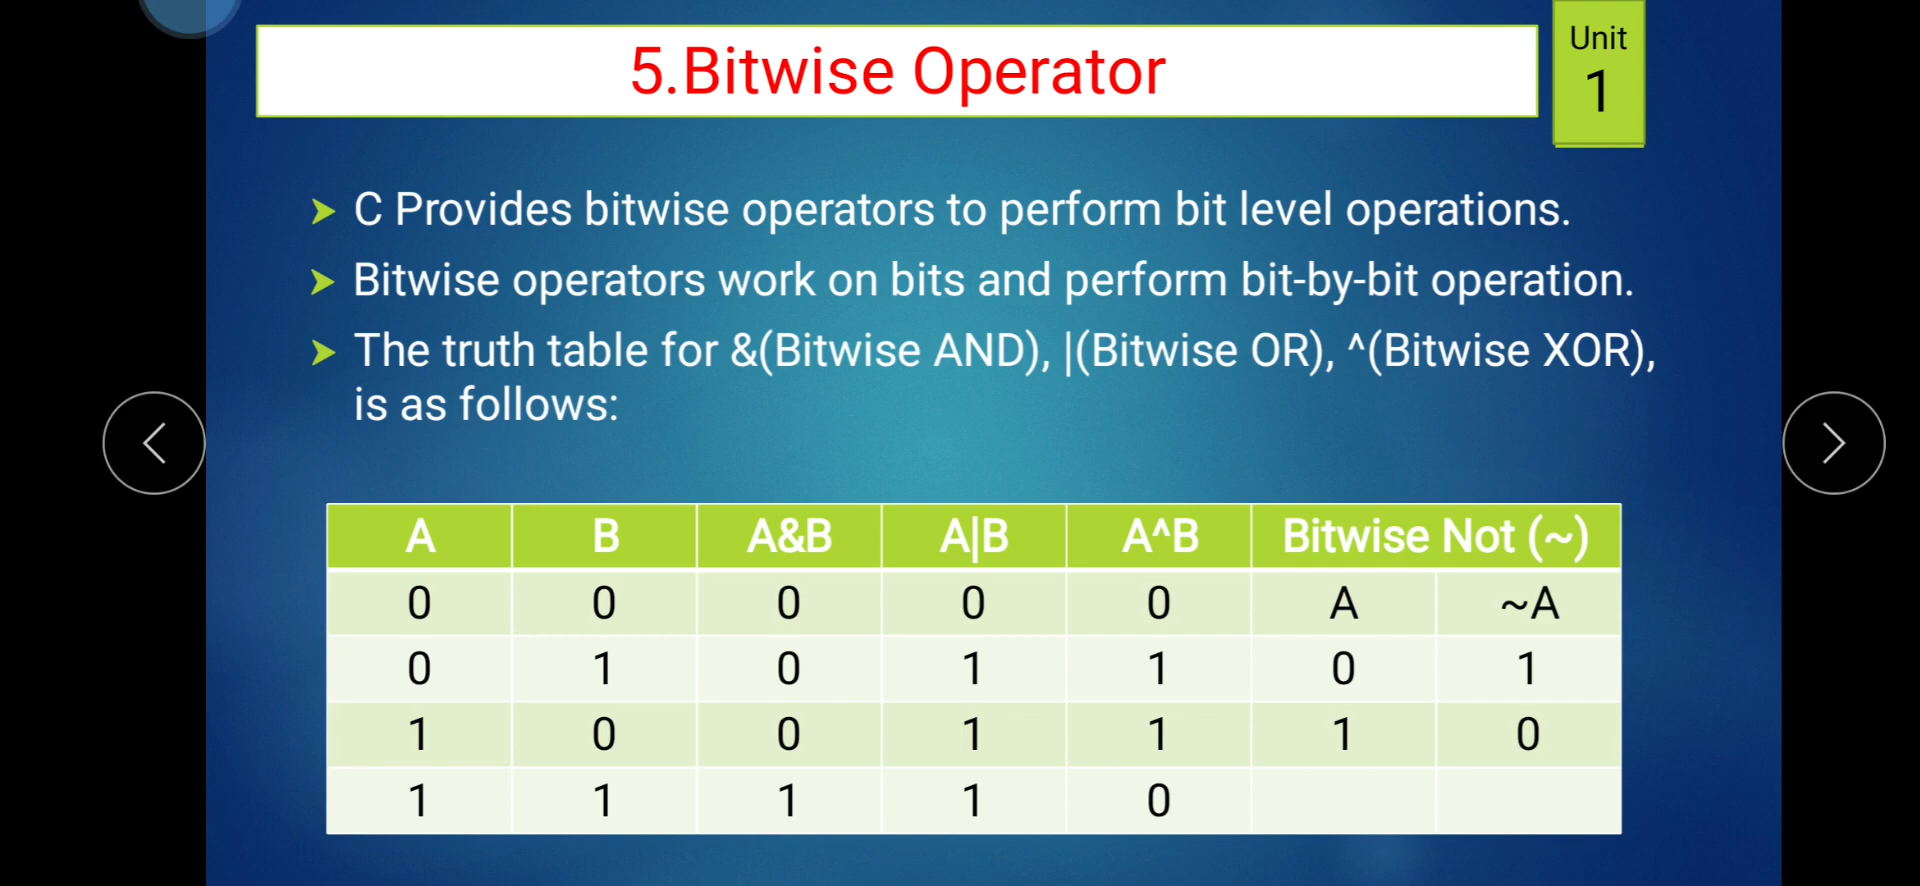 5.Bitwise Operator
Unit
1
C Provides bitwise operators to perform bit level operations.
Bitwise operators work on bits and perform bit-by-bit operation.
The truth table for &(Bitwise AND), |(Bitwise OR), ^(Bitwise XOR),
is as follows:
A B A&B A|B A^B Bitwise Not (~)
0 0 0 0 0 A ~A
0 1 0 1 1 0 1
1 0 0 1 1 1 0
1 1 1 1 0